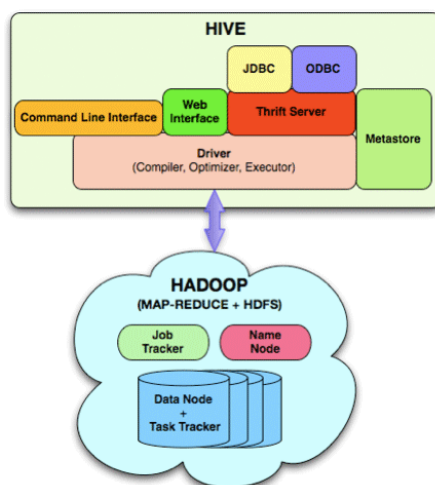 HIVE
JDBC
ODBC
Command Line Interface
Web
Interface
Thrift Server
Metastore
Driver
(Compiler, Optimizer, Executor)
HADOOP
(MAP-REDUCE + HDFS)
Job
Tracker
Name
Node
Data Node
+
Task Tracker